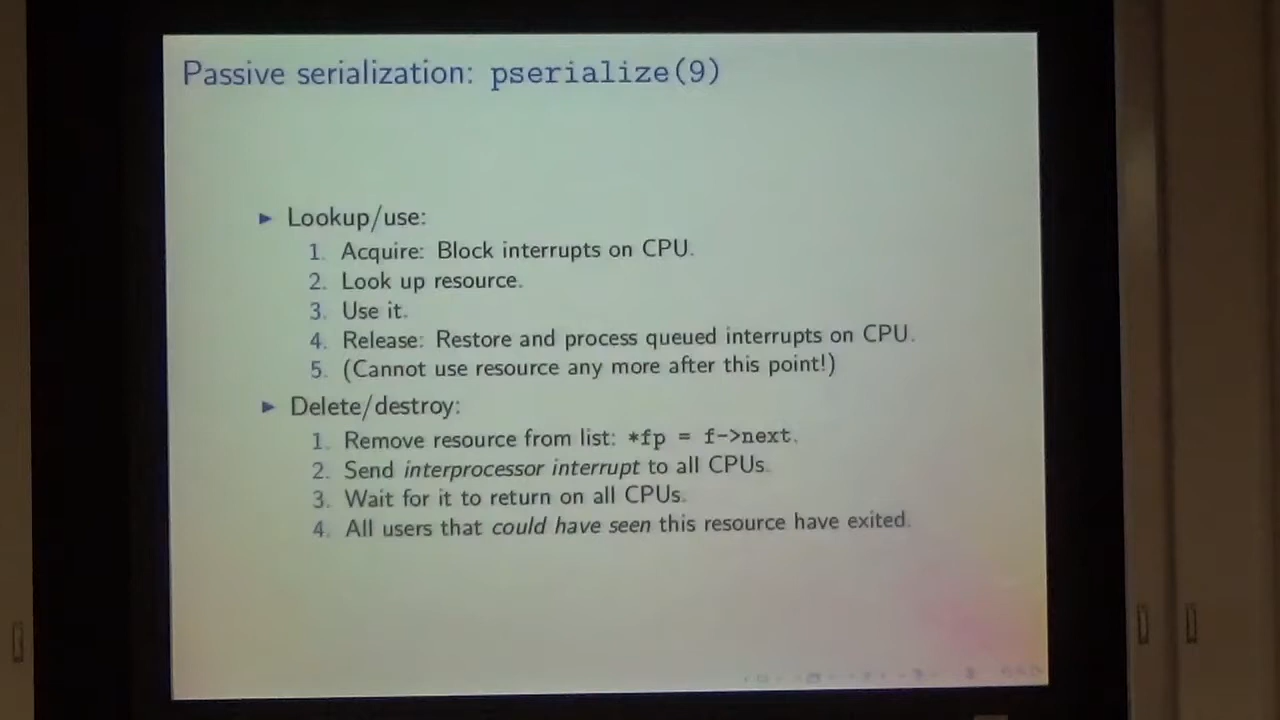 Passive serialization: pserialize(9)
► Lookup/use:
1. Acquire: Block interrupts on CPU.
2. Look up resource.
3. Use it.
4. Release: Restore and process queued interrupts on CPU.
5. (Cannot use resource any more after this point!)
► Delete/destroy:
1. Remove resource from list: *fp = f->next.
2. Send interprocessor interrupt to all CPUs.
3. Wait for it to return on all CPUs.
4. All users that could have seen this resource have exited.